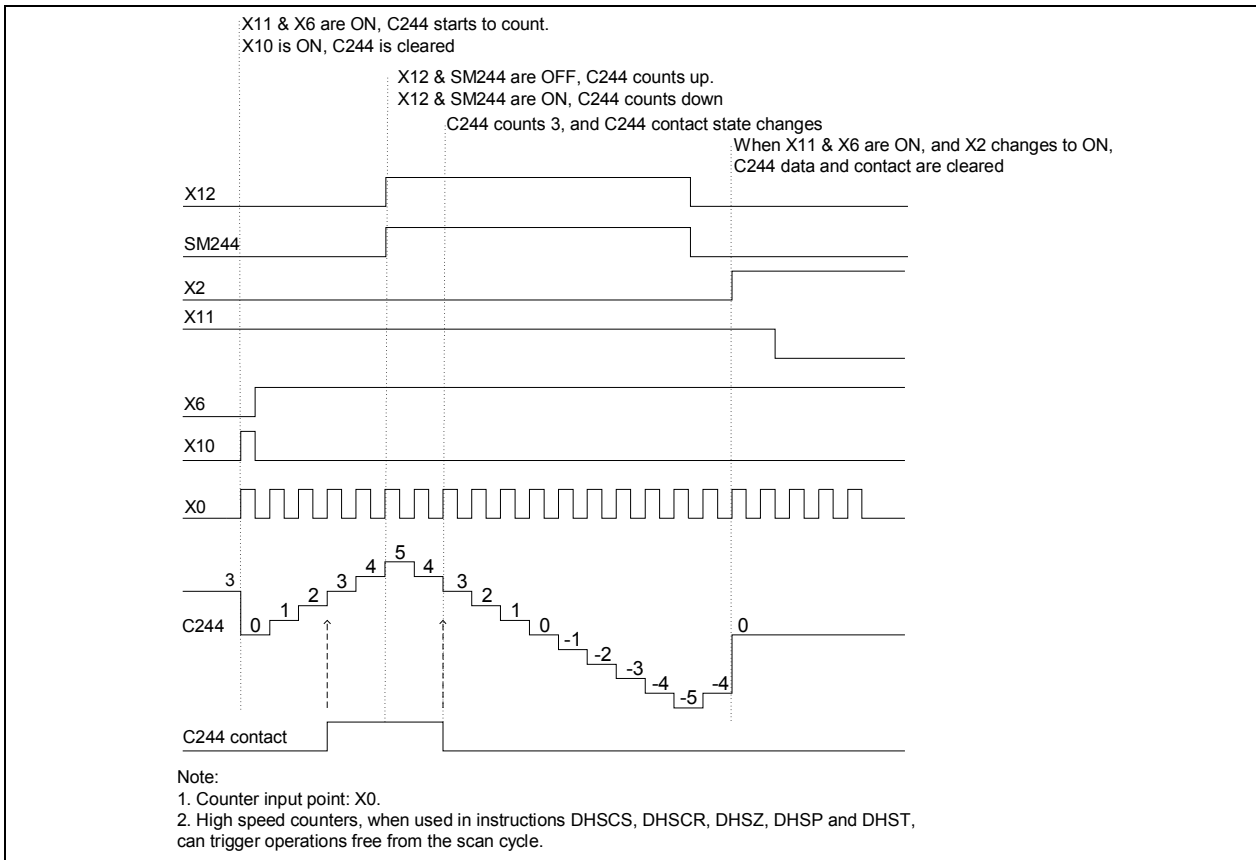 X11 & X6 are ON, C244 starts to count.
X10 is ON, C244 is cleared
X12 & SM244 are OFF, C244 counts up.
X12 & SM244 are ON, C244 counts down
C244 counts 3, and C244 contact state changes
When X11 & X6 are ON, and X2 changes to ON,
C244 data and contact are cleared
X12
SM244
X2
X11
X6
X10
X0
C244
3
0
1
2
3
4
5
4
3
2
1
0
-1
-2
-3
-4
-5
-4
0
C244 contact
Note:
1. Counter input point: X0.
2. High speed counters, when used in instructions DHSCS, DHSCR, DHSZ, DHSP and DHST,
can trigger operations free from the scan cycle.